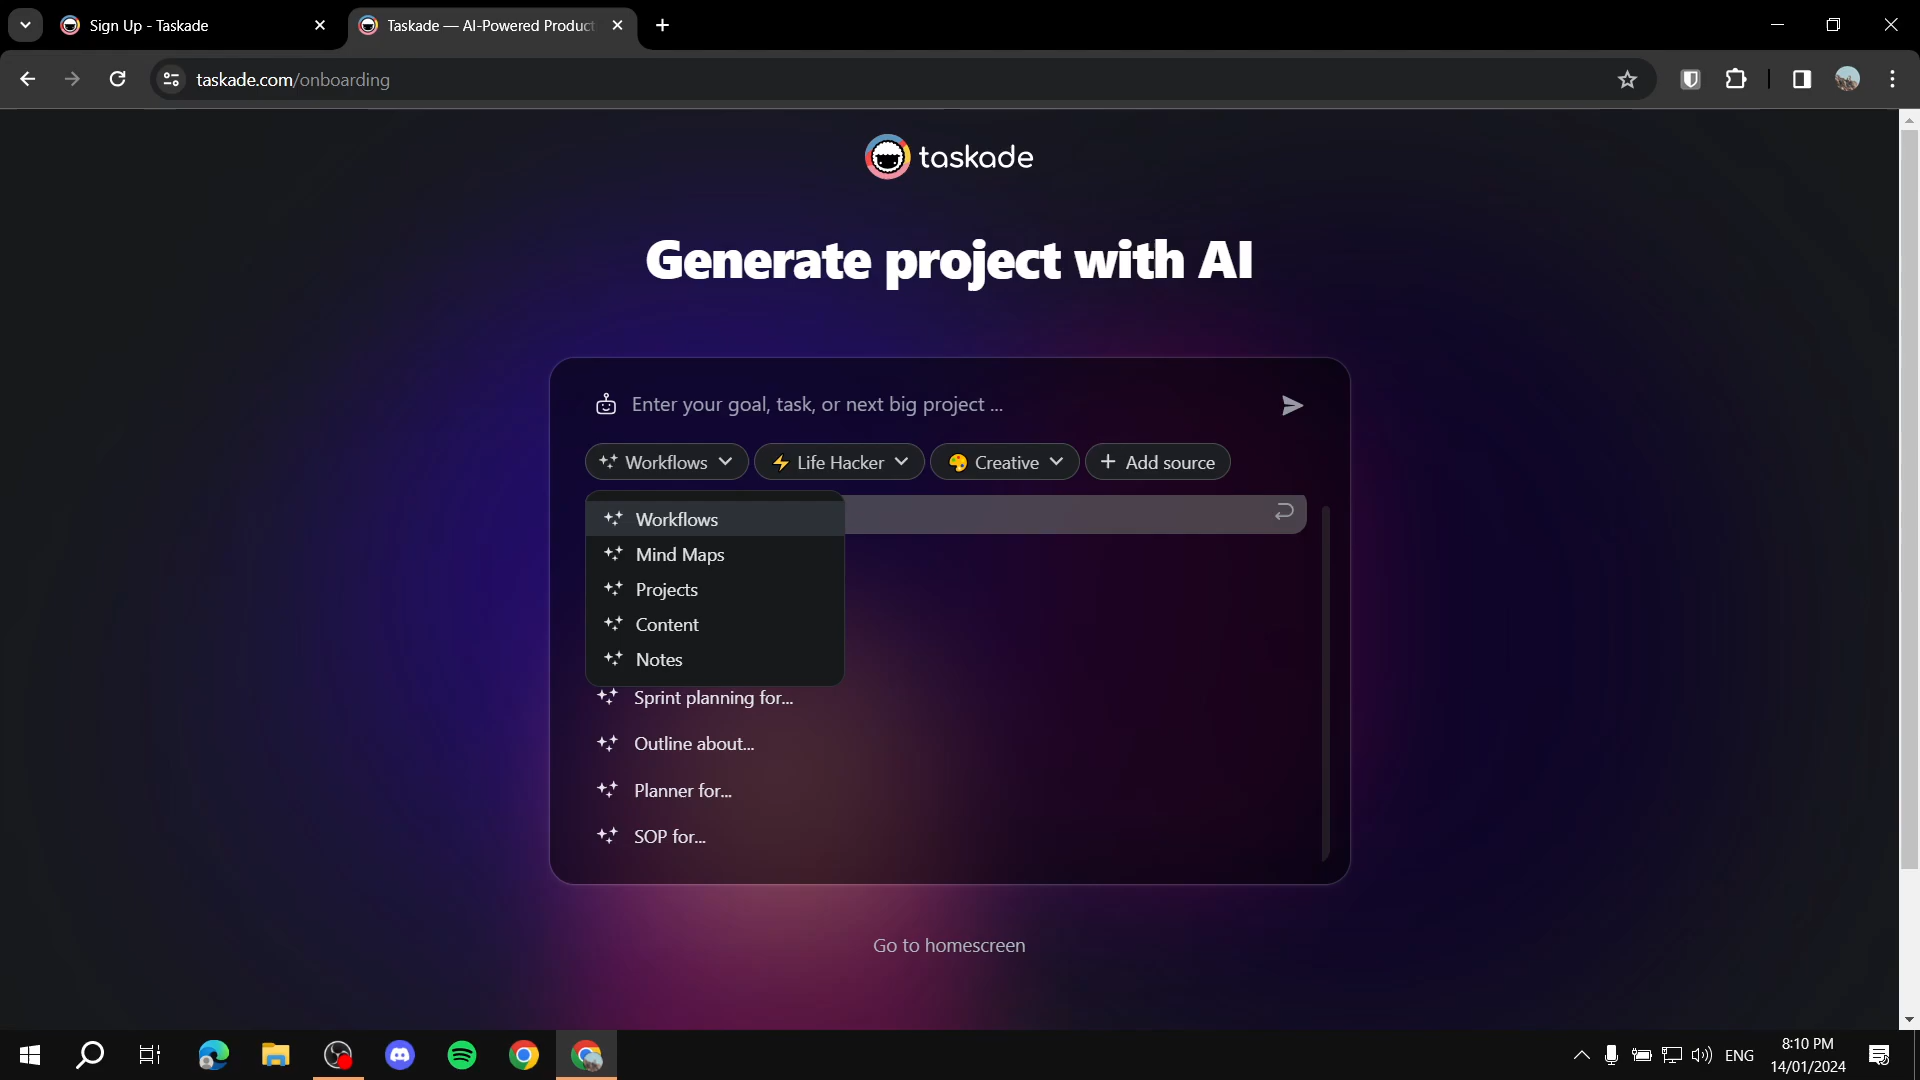 Sign Up - Taskade
Taskade — AI-Powered Product
taskade.com/onboarding
taskade
Generate project with AI
Enter your goal, task, or next big project ...
Workflows
Life Hacker
Creative
Add source
Workflows
Mind Maps
Projects
Content
Notes
Sprint planning for...
Outline about...
Planner for...
SOP for...
Go to homescreen
ENG
8:10 PM
14/01/2024